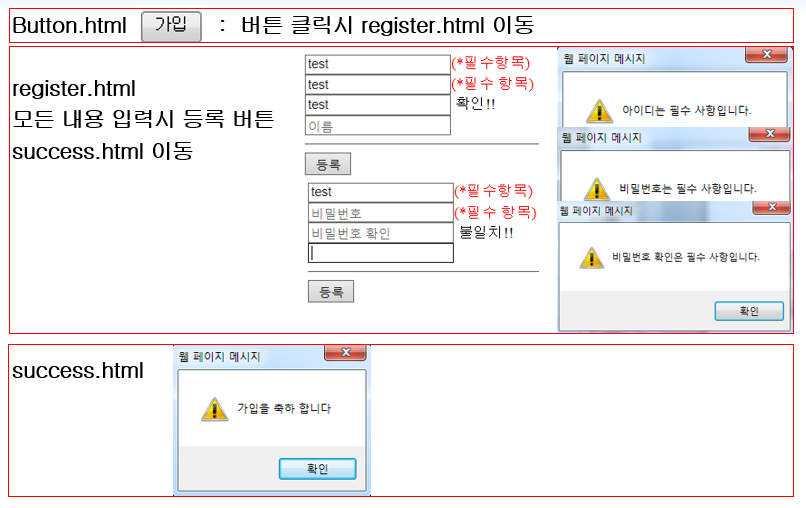 Button.html 가입 : 버튼 클릭시 register.html 이동
register.html
모든 내용 입력시 등록 버튼
success.html 이동
test (*필수항목)
test (*필수 항목)
test 확인!!
이름
등록
test (*필수항목)
비밀번호 (*필수 항목)
비밀번호 확인 불일치!!
등록
웹 페이지 메시지
아이디는 필수 사항입니다.
웹 페이지 메시지
비밀번호는 필수 사항입니다.
웹 페이지 메시지
비밀번호 확인은 필수 사항입니다.
확인
success.html
웹 페이지 메시지
가입을 축하 합니다
확인